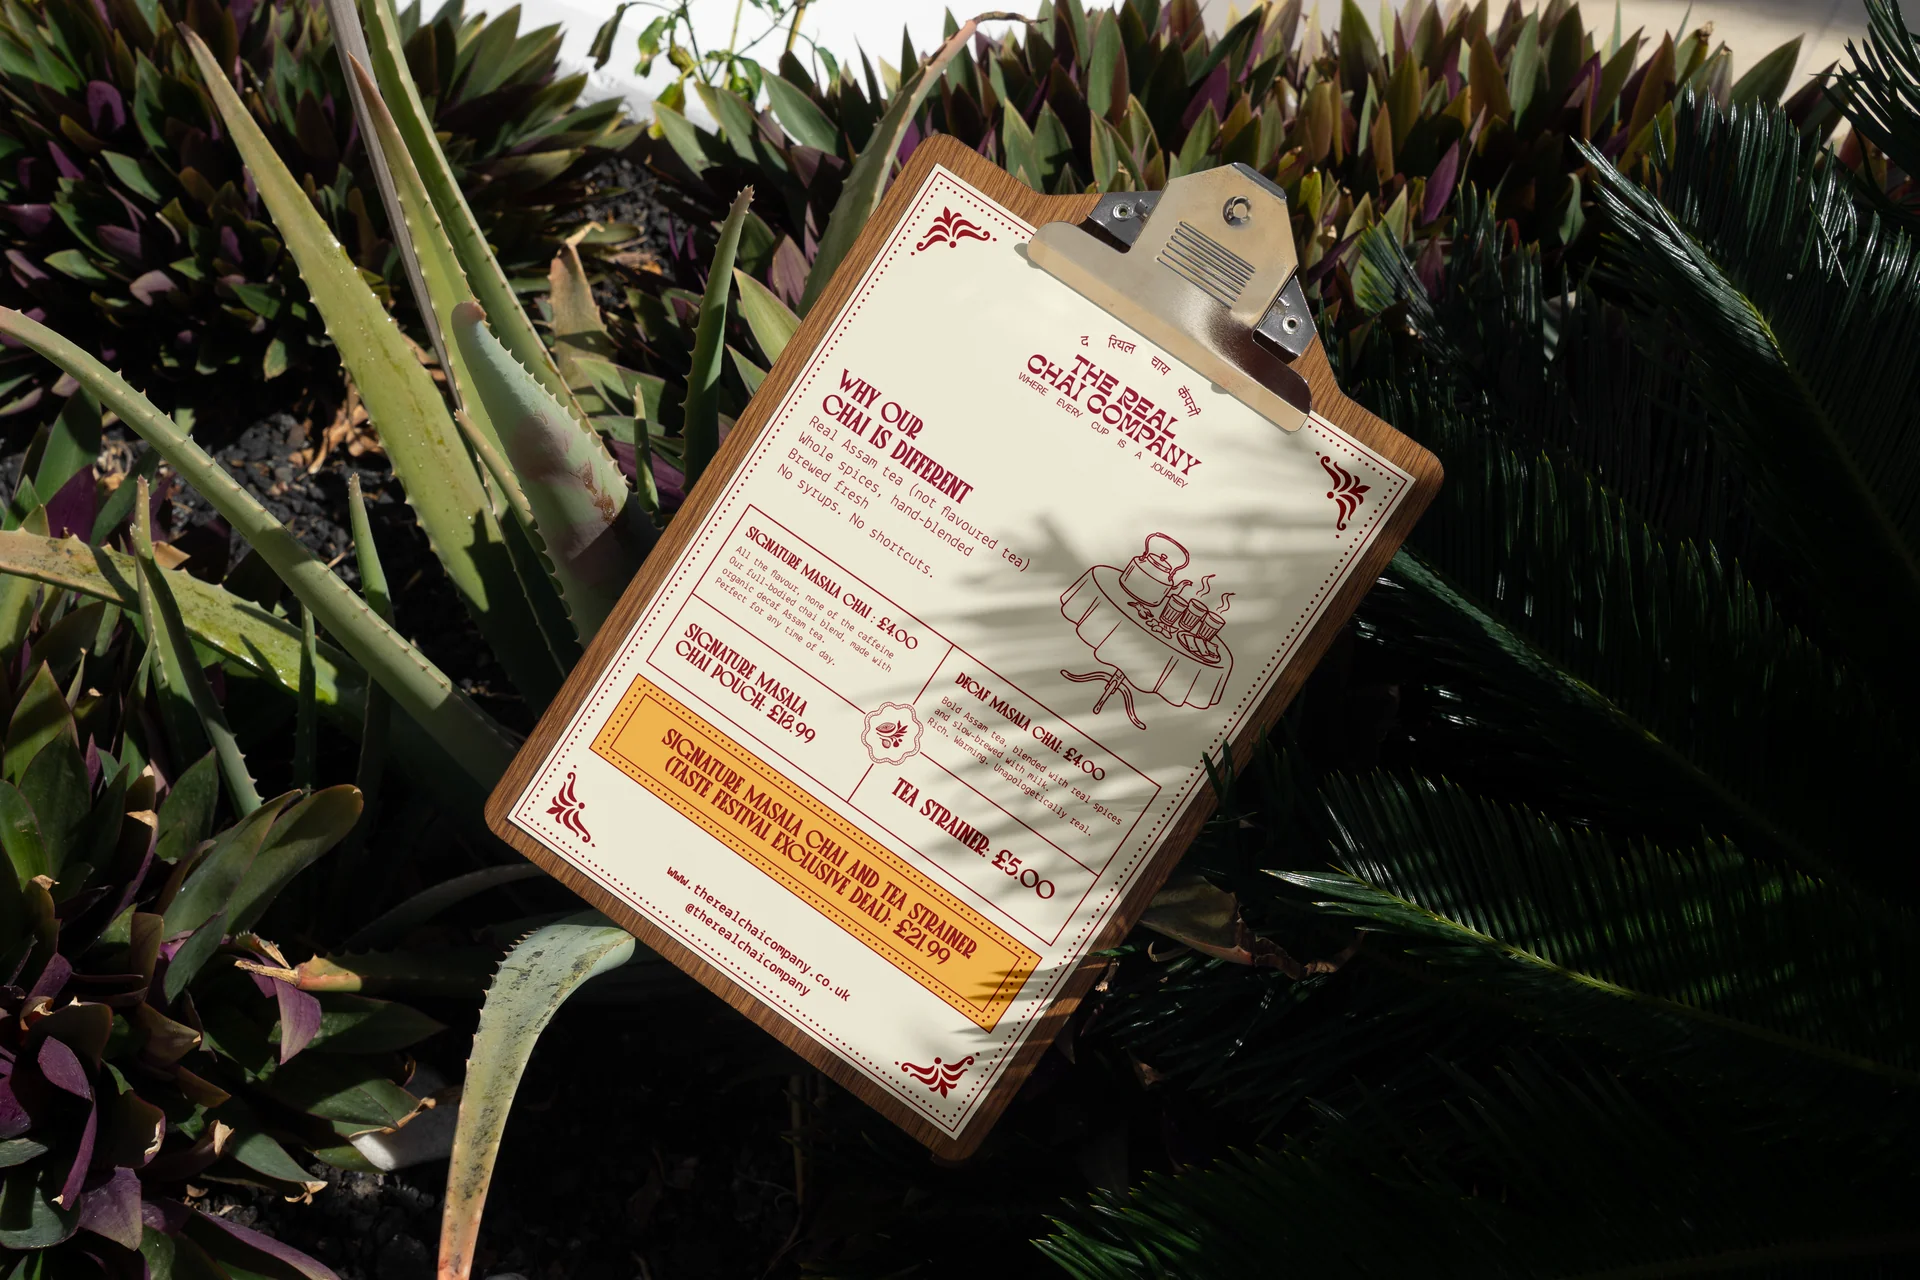 द रियल चाय कंपनी
THE REAL
CHAI COMPANY
WHERE EVERY CUP IS A JOURNEY
WHY OUR
CHAI IS DIFFERENT
Real Assam tea (not flavoured tea)
Whole spices, hand-blended
Brewed fresh
No syrups. No shortcuts.
SIGNATURE MASALA CHAI : £4.00
All the flavour, none of the caffeine
Our full-bodied chai blend, made with
organic decaf Assam tea.
Perfect for any time of day.
DECAF MASALA CHAI: £4.00
Bold Assam tea, blended with real spices
and slow-brewed with milk.
Rich. Warming. Unapologetically real.
SIGNATURE MASALA
CHAI POUCH: £18.99
TEA STRAINER: £5.00
SIGNATURE MASALA CHAI AND TEA STRAINER
(TASTE FESTIVAL EXCLUSIVE DEAL): £21.99
www.therealchaicompany.co.uk
@therealchaicompany